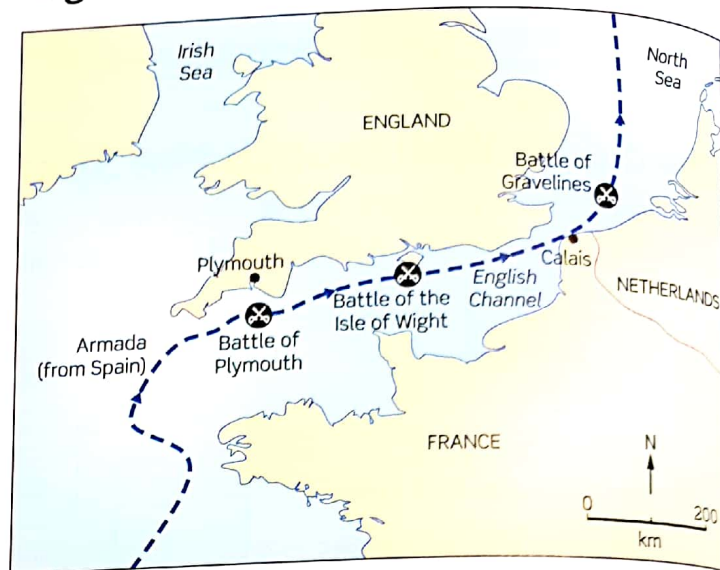 Irish
Sea
North
Sea
ENGLAND
Battle of
Gravelines
Plymouth
Calais
English
Channel
NETHERLANDS
Battle of the
Isle of Wight
Armada
(from Spain)
Battle of
Plymouth
FRANCE
N
0
200
km